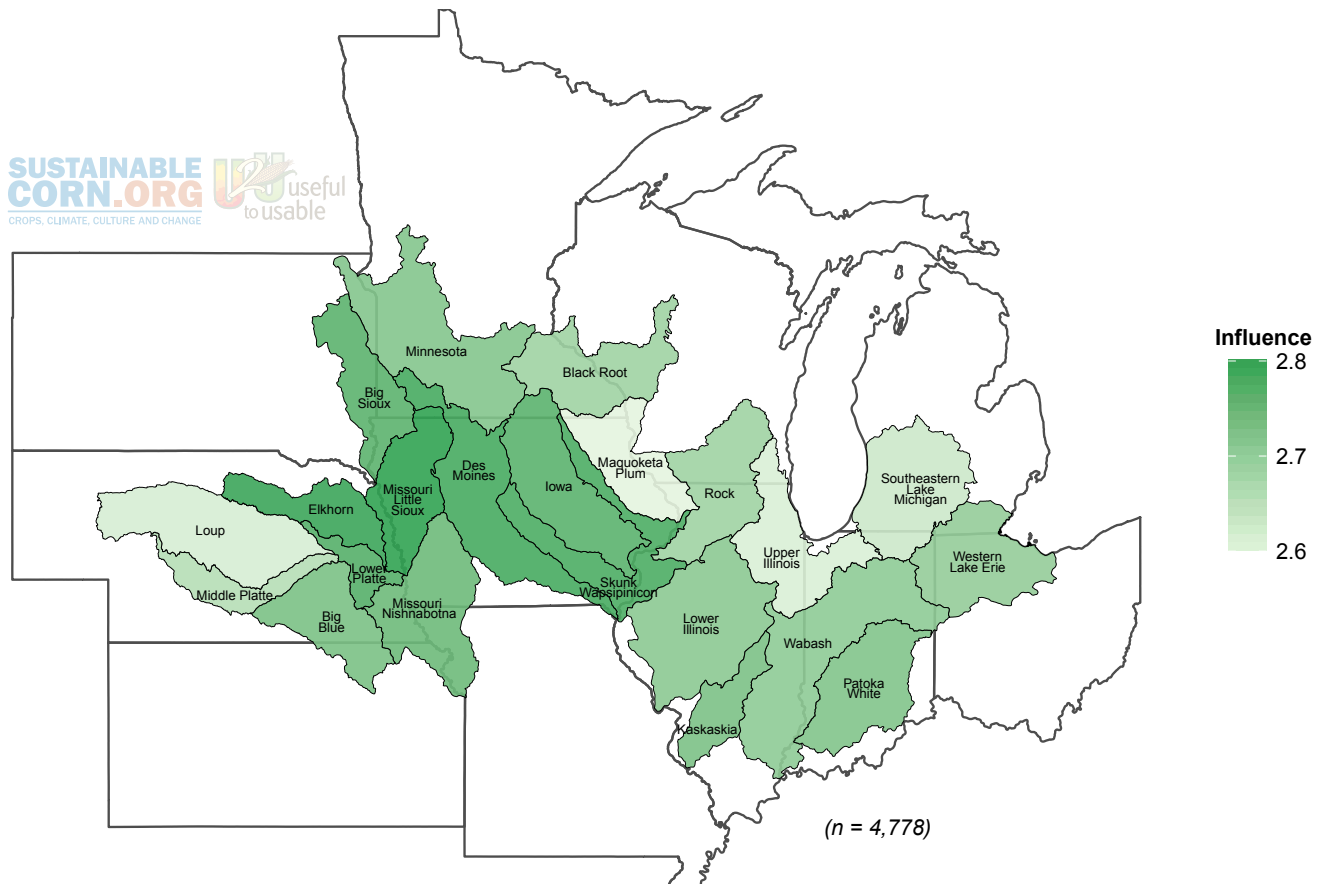 SUSTAINABLE
CORN.ORG
CROPS, CLIMATE, CULTURE AND CHANGE
U2U useful
to usable
Minnesota
Black Root
Big
Sioux
Maquoketa
Plum
Des
Moines
Iowa
Rock
Southeastern
Lake
Michigan
Missouri
Little
Sioux
Elkhorn
Loup
Upper
Illinois
Western
Lake Erie
Lower
Platte
Middle Platte
Skunk
Wapsipinicon
Missouri
Nishnabotna
Big
Blue
Lower
Illinois
Wabash
Patoka
White
Kaskaskia
(n = 4,778)
Influence
2.8
2.7
2.6